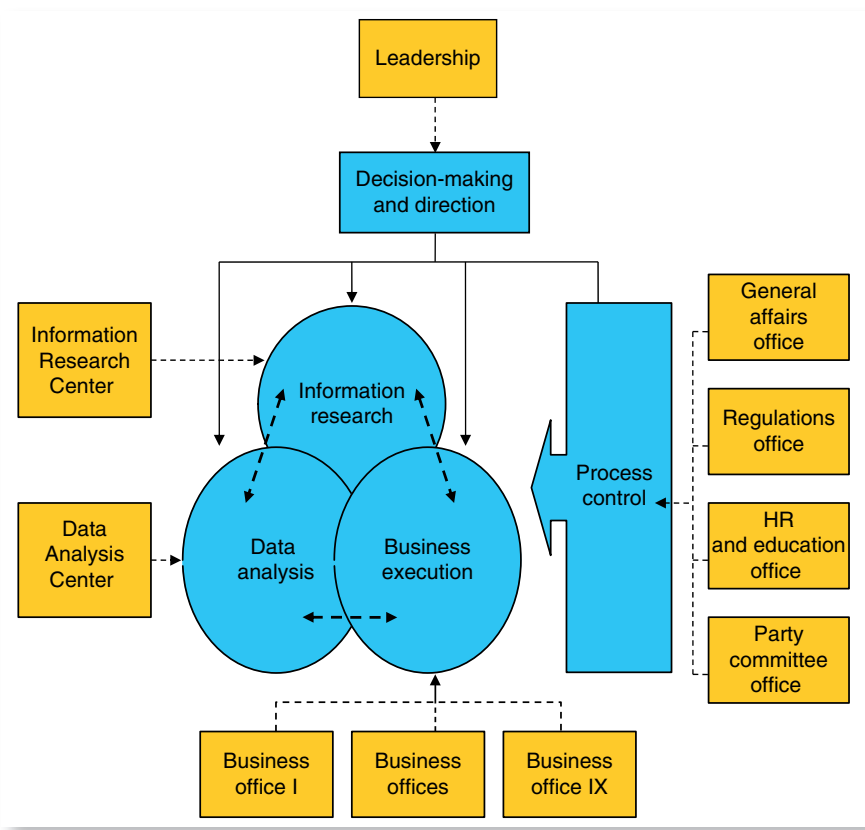 Leadership
Decision-making
and direction
Information
Research
Center
General
affairs
office
Information
research
Regulations
office
Process
control
Data
Analysis
Center
Data
analysis
Business
execution
HR
and education
office
Party
committee
office
Business
office I
Business
offices
Business
office IX